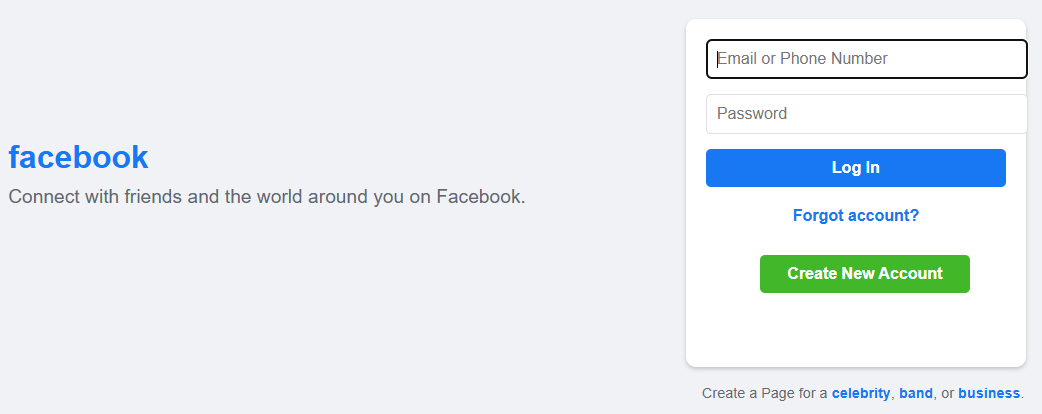 facebook
Connect with friends and the world around you on Facebook.
Email or Phone Number
Password
Log In
Forgot account?
Create New Account
Create a Page for a celebrity, band, or business.